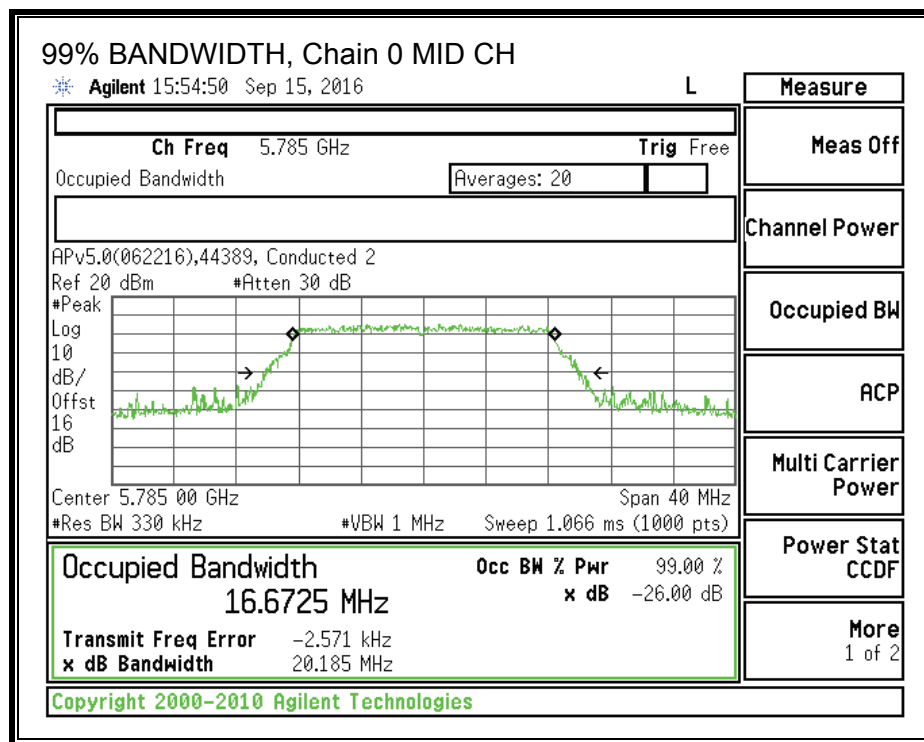 99% BANDWIDTH, Chain 0 MID CH
Agilent 15:54:50 Sep 15, 2016 L
Measure
Ch Freq 5.785 GHz Trig Free
Meas Off
Occupied Bandwidth Averages: 20
Channel Power
APv5.0(062216),44389, Conducted 2
Ref 20 dBm #Atten 30 dB
#Peak
Log
10
dB/
Offst
16
dB
Occupied BW
ACP
Multi Carrier
Power
Center 5.785 00 GHz Span 40 MHz
#Res BW 330 kHz #VBW 1 MHz Sweep 1.066 ms (1000 pts)
Power Stat
CCDF
Occupied Bandwidth Occ BW % Pwr 99.00 %
16.6725 MHz x dB -26.00 dB
Transmit Freq Error -2.571 kHz
x dB Bandwidth 20.185 MHz
More
1 of 2
Copyright 2000-2010 Agilent Technologies